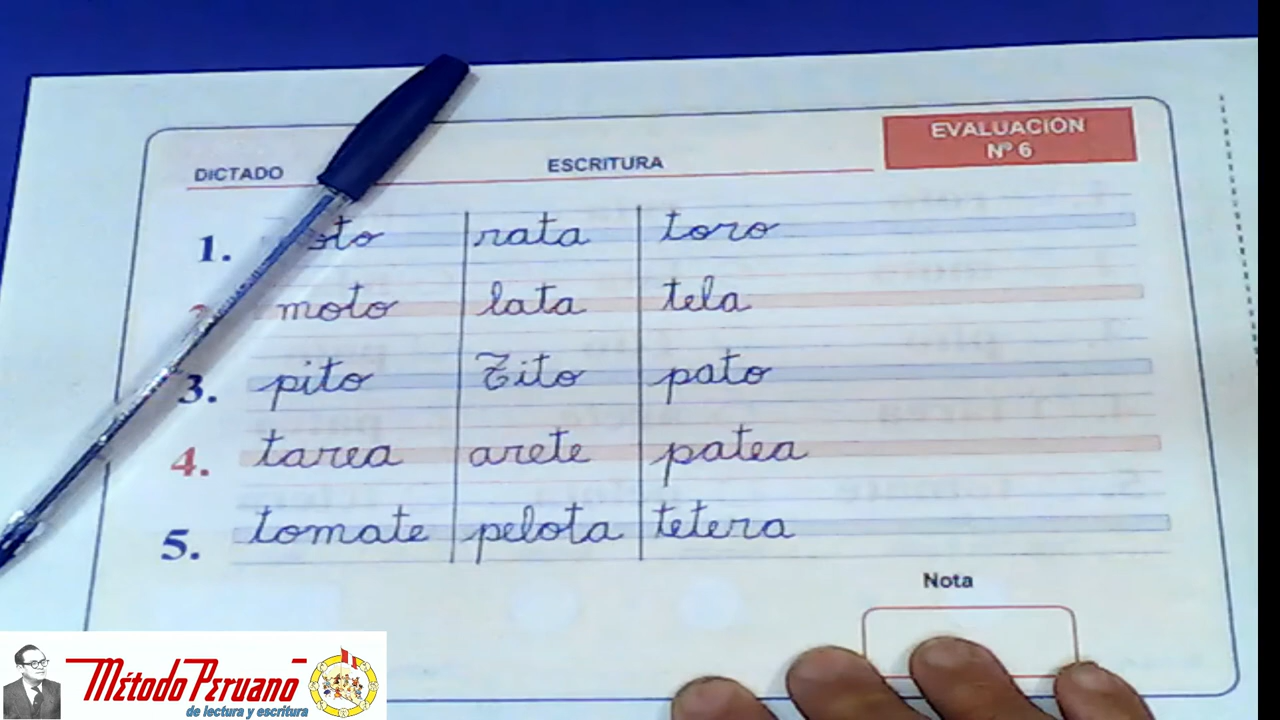 EVALUACIÓN
Nº 6
DICTADO ESCRITURA
1. rata toro
moto lata tela
3. pito Tito pato
4. tarea arete patea
5. tomate pelota tetera
Nota
Método Peruano
de lectura y escritura